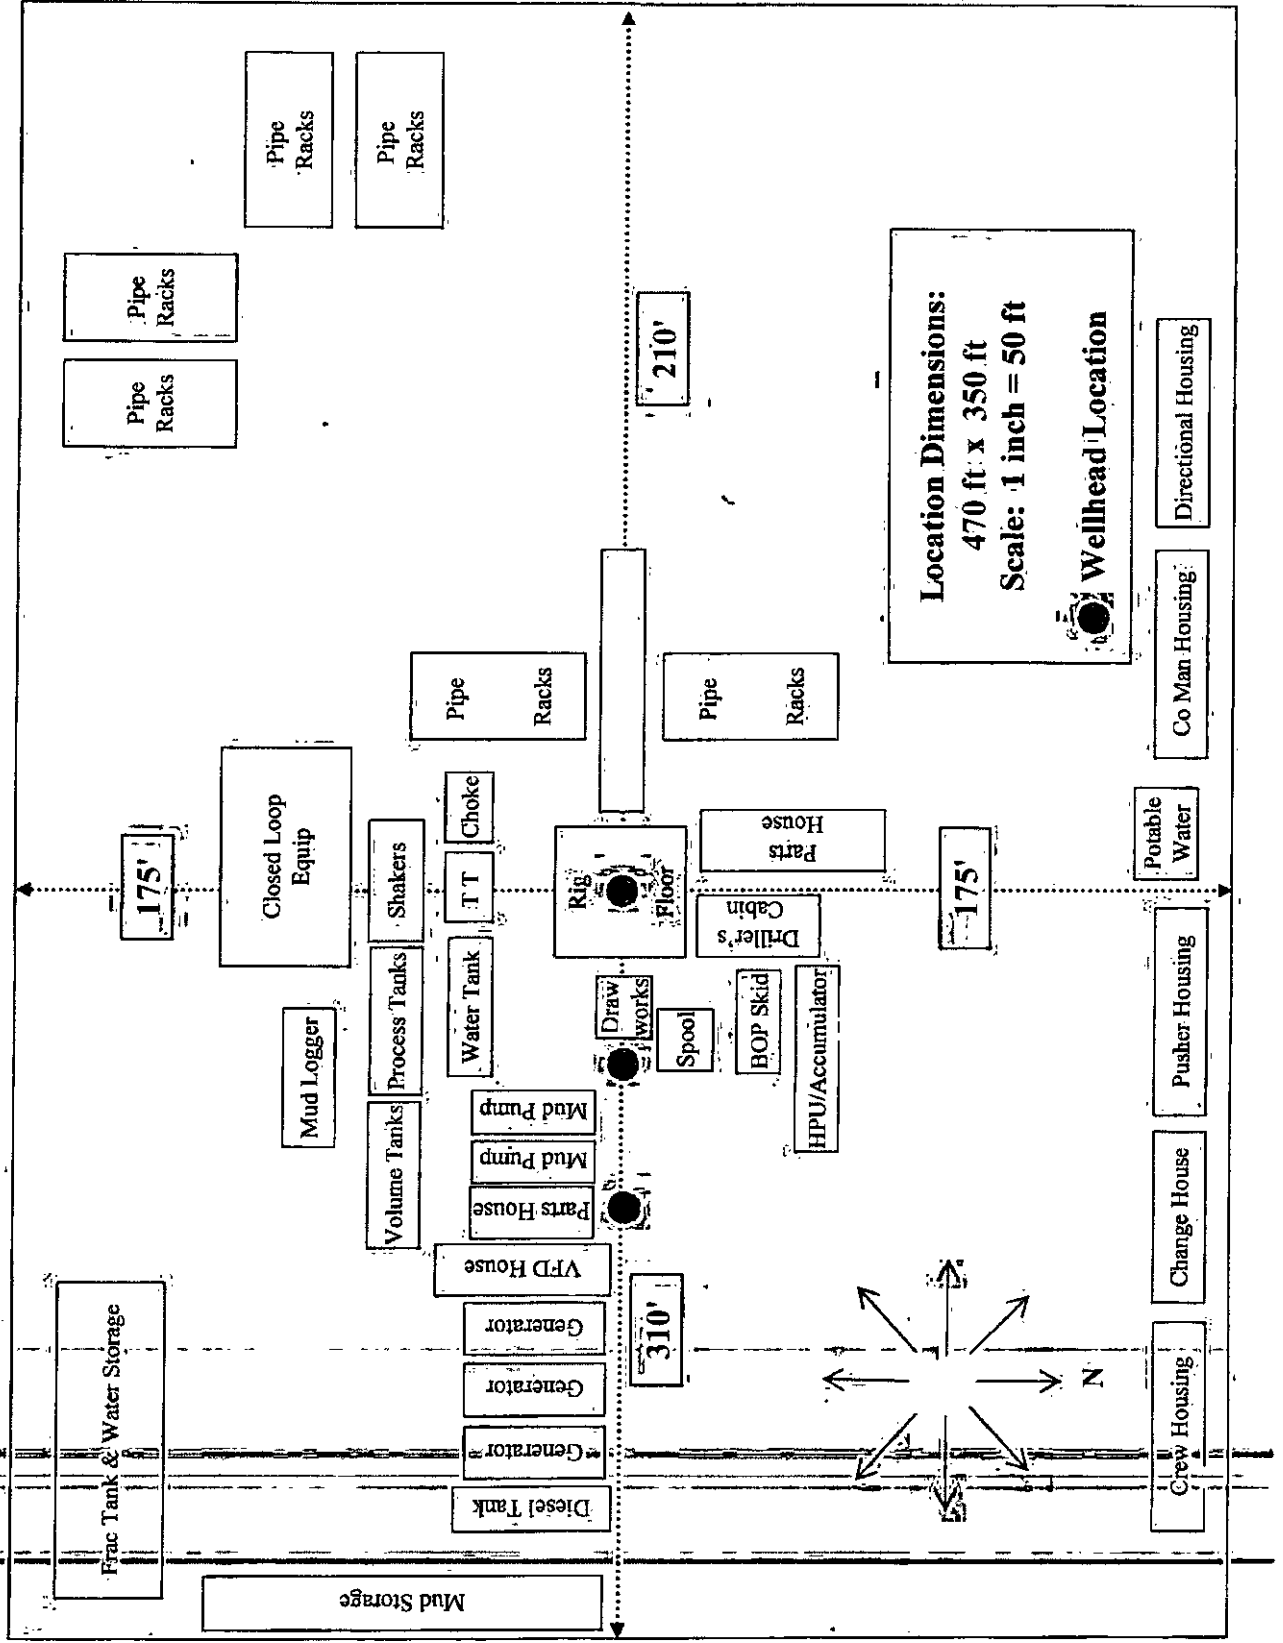 Frac Tank & Water Storage
Mud Storage
Diesel Tank
Generator
Generator
Generator
VFD House
Parts House
Mud Pump
Mud Pump
Volume Tanks
Process Tanks
Shakers
Mud Logger
Closed Loop
Equip
Water Tank
T T
Choke
175'
Pipe
Racks
Pipe
Racks
Pipe
Racks
Pipe
Racks
Pipe
Racks
Pipe
Racks
310'
Draw
works
Spool
BOP Skid
HPU/Accumulator
Rig
Floor
Driller's
Cabin
Parts
House
175'
210'
N
Location Dimensions:
470 ft x 350 ft
Scale: 1 inch = 50 ft
Wellhead Location
Crew Housing
Change House
Pusher Housing
Potable
Water
Co Man Housing
Directional Housing